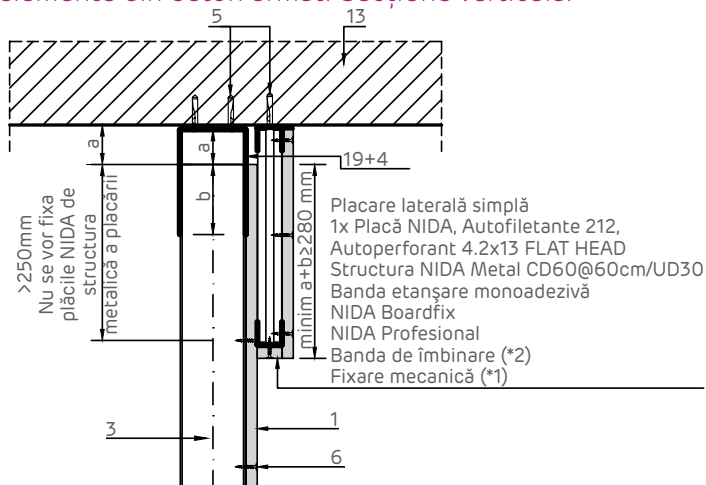 elemente din beton armat. Secțiune verticală.
5
13
a
a
19+4
b
>250mm
Nu se vor fixa
plăcile NIDA de
structura
metalică a placării
minim a+b≥280 mm
Placare laterală simplă
1x Placă NIDA, Autofiletante 212,
Autoperforant 4.2x13 FLAT HEAD
Structura NIDA Metal CD60@60cm/UD30
Banda etanșare monoadezivă
NIDA Boardfix
NIDA Profesional
Banda de îmbinare (*2)
Fixare mecanică (*1)
3
1
6